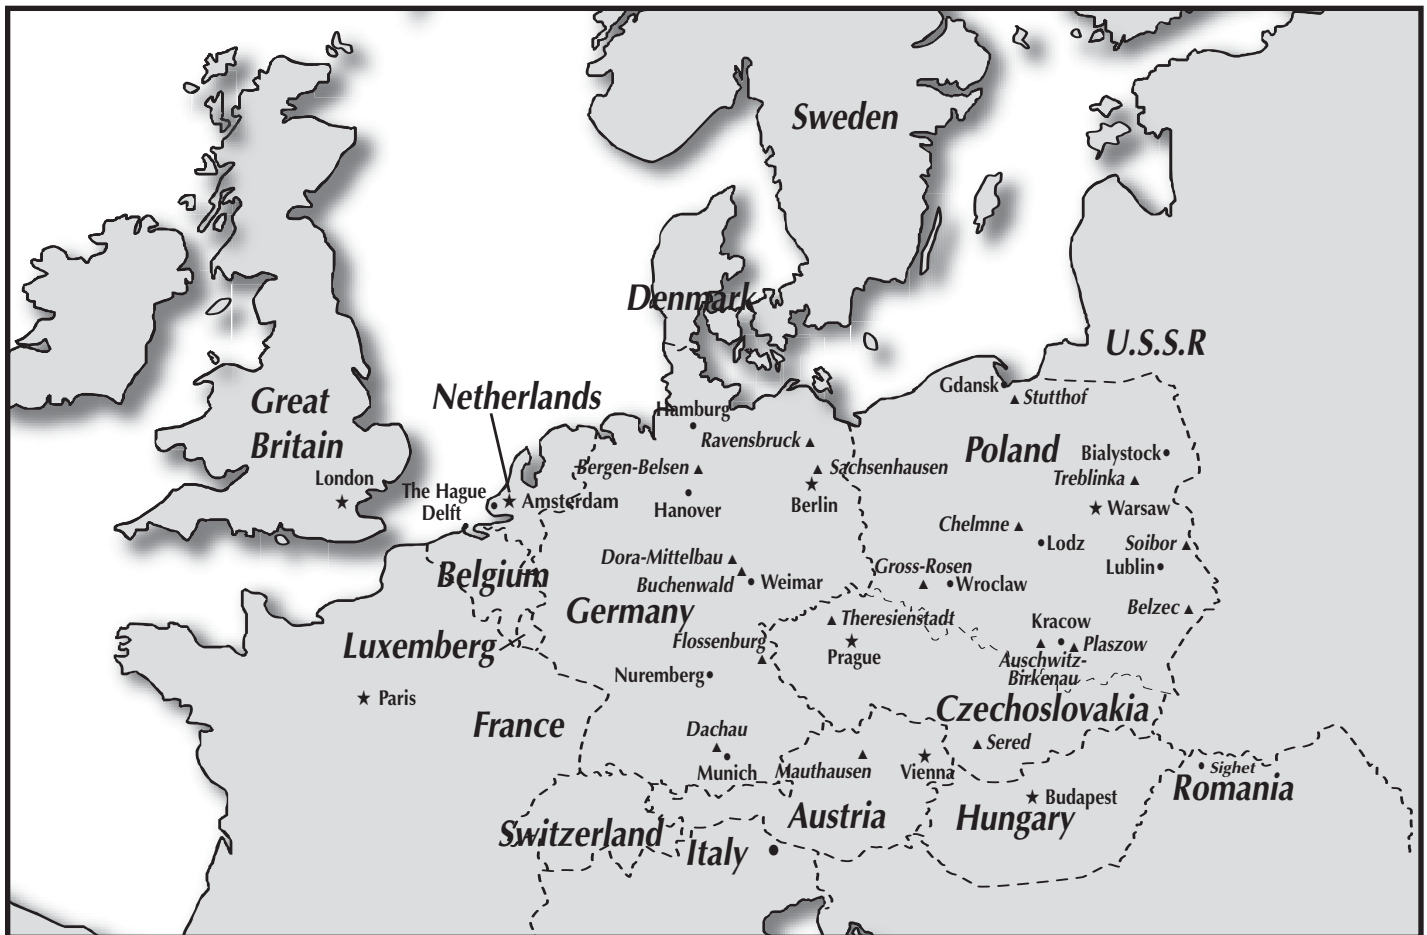 Sweden
Denmark
U.S.S.R
Great
Britain
London
Netherlands
The Hague
Delft
Amsterdam
Hamburg
Ravensbruck
Bergen-Belsen
Sachsenhausen
Berlin
Hanover
Gdansk
Stutthof
Poland
Bialystock
Treblinka
Warsaw
Chelmne
Lodz
Soibor
Lublin
Belgium
Dora-Mittelbau
Buchenwald
Weimar
Gross-Rosen
Wroclaw
Germany
Belzec
Luxemberg
Theresienstadt
Kracow
Plaszow
Flossenburg
Prague
Auschwitz-
Birkenau
Nuremberg
Paris
France
Czechoslovakia
Dachau
Munich
Mauthausen
Vienna
Sered
Sighet
Romania
Budapest
Austria
Hungary
Switzerland
Italy